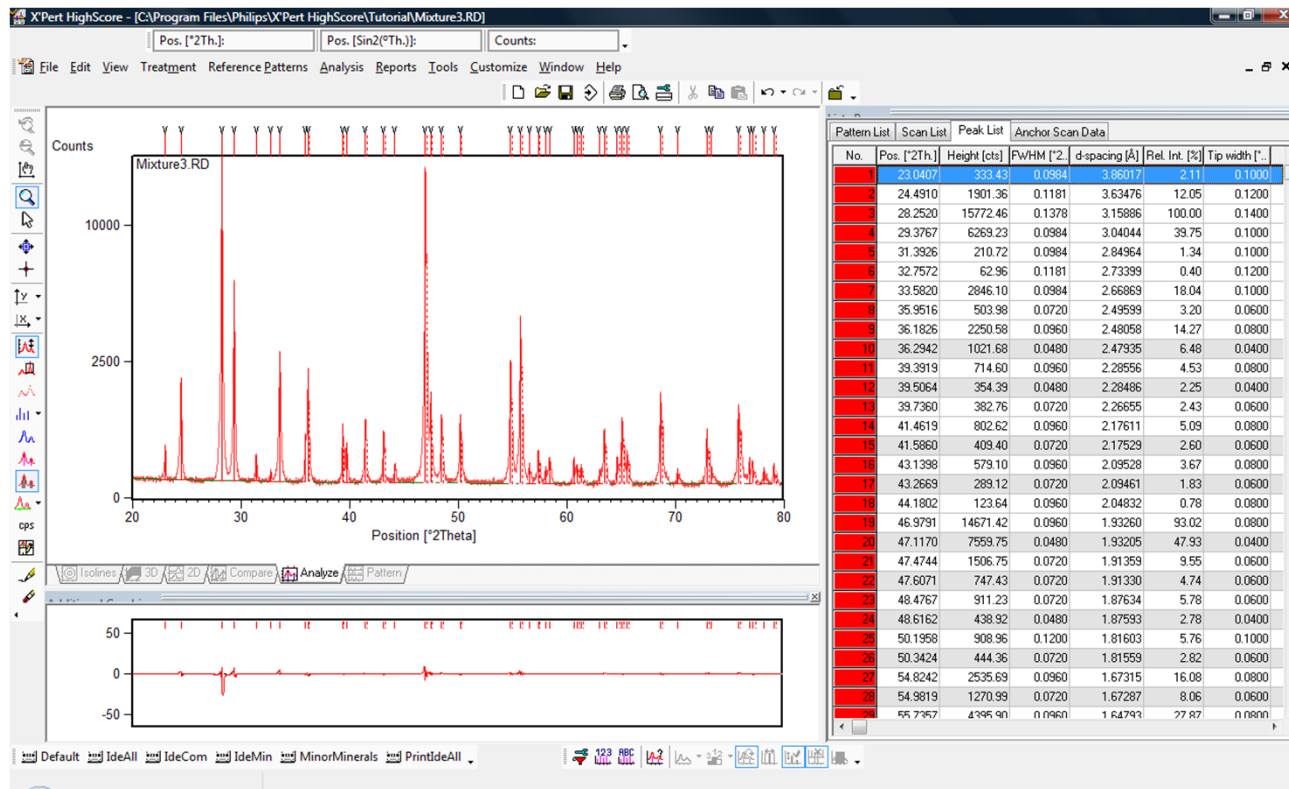 X'Pert HighScore - [C:\Program Files\Philips\X'Pert HighScore\Tutorial\Mixture3.RD]
Pos. [°2Th.]: Pos. [Sin2(°Th.)]: Counts:
File Edit View Treatment Reference Patterns Analysis Reports Tools Customize Window Help
Counts
Mixture3.RD
10000
2500
0
20 30 40 50 60 70 80
Position [°2Theta]
Isolines 3D 2D Compare Analyze Pattern
50
0
-50
Pattern List Scan List Peak List Anchor Scan Data
No. Pos. [°2Th.] Height [cts] FWHM [°2.. d-spacing [Å] Rel. Int. [%] Tip width [°..
1 23.0407 333.43 0.0984 3.86017 2.11 0.1000
2 24.4910 1901.36 0.1181 3.63476 12.05 0.1200
3 28.2520 15772.46 0.1378 3.15886 100.00 0.1400
4 29.3767 6269.23 0.0984 3.04044 39.75 0.1000
5 31.3926 210.72 0.0984 2.84964 1.34 0.1000
6 32.7572 62.96 0.1181 2.73399 0.40 0.1200
7 33.5820 2846.10 0.0984 2.66869 18.04 0.1000
8 35.9516 503.98 0.0720 2.49599 3.20 0.0600
9 36.1826 2250.58 0.0960 2.48058 14.27 0.0800
10 36.2942 1021.68 0.0480 2.47935 6.48 0.0400
11 39.3919 714.60 0.0960 2.28556 4.53 0.0800
12 39.5064 354.39 0.0480 2.28486 2.25 0.0400
13 39.7360 382.76 0.0720 2.26655 2.43 0.0600
14 41.4619 802.62 0.0960 2.17611 5.09 0.0800
15 41.5860 409.40 0.0720 2.17529 2.60 0.0600
16 43.1398 579.10 0.0960 2.09528 3.67 0.0800
17 43.2669 289.12 0.0720 2.09461 1.83 0.0600
18 44.1802 123.64 0.0960 2.04832 0.78 0.0800
19 46.9791 14671.42 0.0960 1.93260 93.02 0.0800
20 47.1170 7559.75 0.0480 1.93205 47.93 0.0400
21 47.4744 1506.75 0.0720 1.91359 9.55 0.0600
22 47.6071 747.43 0.0720 1.91330 4.74 0.0600
23 48.4767 911.23 0.0720 1.87634 5.78 0.0600
24 48.6162 438.92 0.0480 1.87593 2.78 0.0400
25 50.1958 908.96 0.1200 1.81603 5.76 0.1000
26 50.3424 444.36 0.0720 1.81559 2.82 0.0600
27 54.8242 2535.69 0.0960 1.67315 16.08 0.0800
28 54.9819 1270.99 0.0720 1.67287 8.06 0.0600
29 55.7357 4395.90 0.0960 1.64793 27.87 0.0800
Default IdeAll IdeCom IdeMin MinorMinerals PrintIdeAll